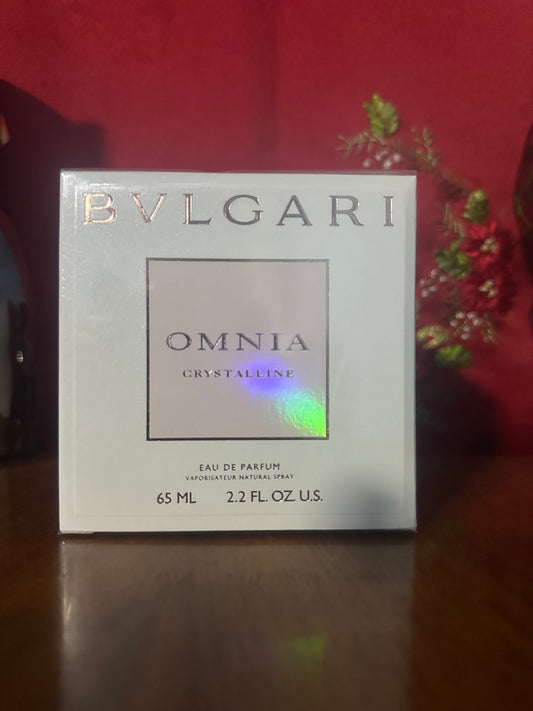 BVLGARI
OMNIA
CRYSTALLINE
EAU DE PARFUM
VAPORISATEUR NATURAL SPRAY
65 ML 2.2 FL. OZ. U.S.